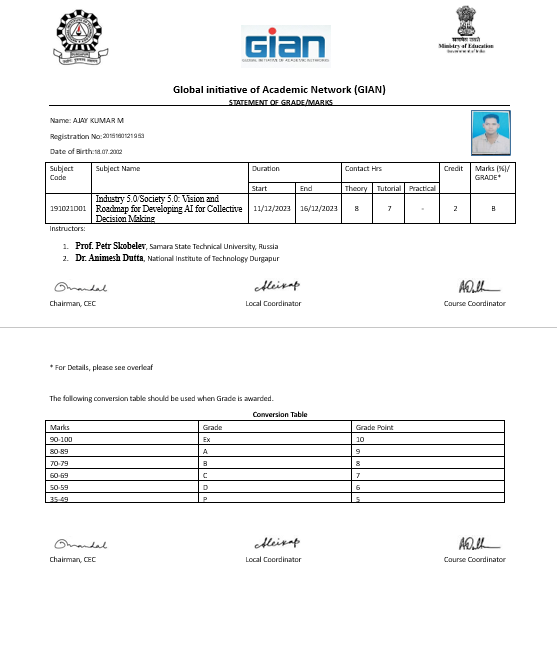 gian
GLOBAL INITIATIVE OF ACADEMIC NETWORKS
सत्यमेव जयते
Ministry of Education
Government of India
Global initiative of Academic Network (GIAN)
STATEMENT OF GRADE/MARKS
Name: AJAY KUMAR M
Registration No: 2015160121953
Date of Birth: 18.07.2002
Subject Code Subject Name Duration Contact Hrs Credit Marks (%)/ GRADE*
Start End Theory Tutorial Practical
191021D01 Industry 5.0/Society 5.0: Vision and Roadmap for Developing AI for Collective Decision Making 11/12/2023 16/12/2023 8 7 - 2 B
Instructors:
1. Prof. Petr Skobelev, Samara State Technical University, Russia
2. Dr. Animesh Dutta, National Institute of Technology Durgapur
Chairman, CEC Local Coordinator Course Coordinator
* For Details, please see overleaf
The following conversion table should be used when Grade is awarded.
Conversion Table
Marks Grade Grade Point
90-100 Ex 10
80-89 A 9
70-79 B 8
60-69 C 7
50-59 D 6
35-49 P 5
Chairman, CEC Local Coordinator Course Coordinator